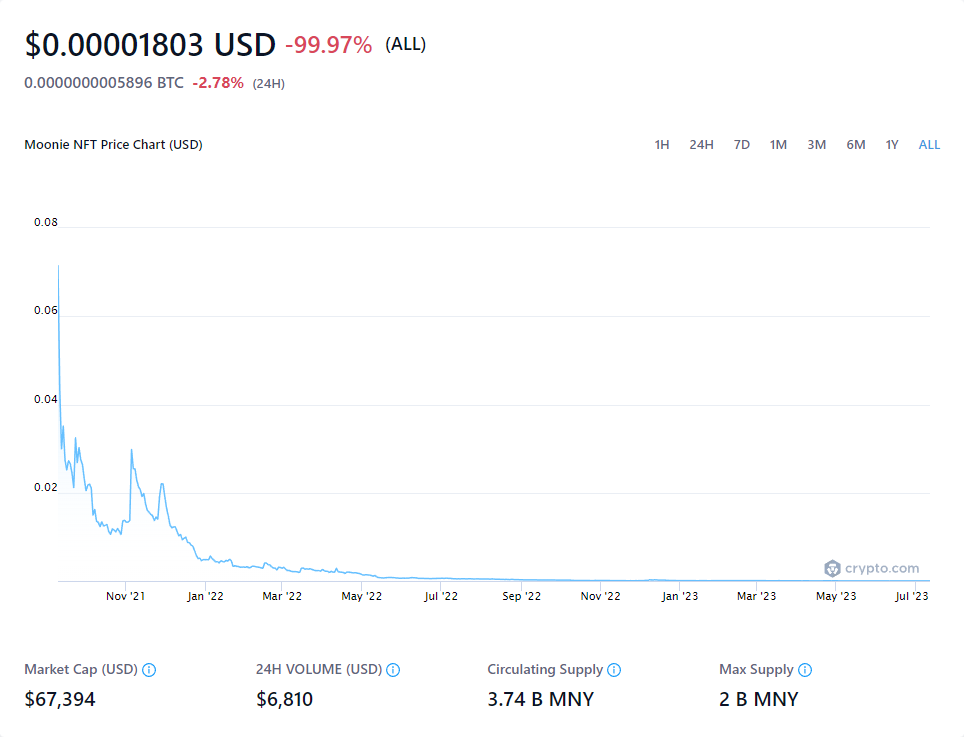 $0.00001803 USD -99.97% (ALL)
0.0000000005896 BTC -2.78% (24H)
Moonie NFT Price Chart (USD) 1H 24H 7D 1M 3M 6M 1Y ALL
0.08
0.06
0.04
0.02
crypto.com
Nov '21 Jan '22 Mar '22 May '22 Jul '22 Sep '22 Nov '22 Jan '23 Mar '23 May '23 Jul '23
Market Cap (USD) 24H VOLUME (USD) Circulating Supply Max Supply
$67,394 $6,810 3.74 B MNY 2 B MNY